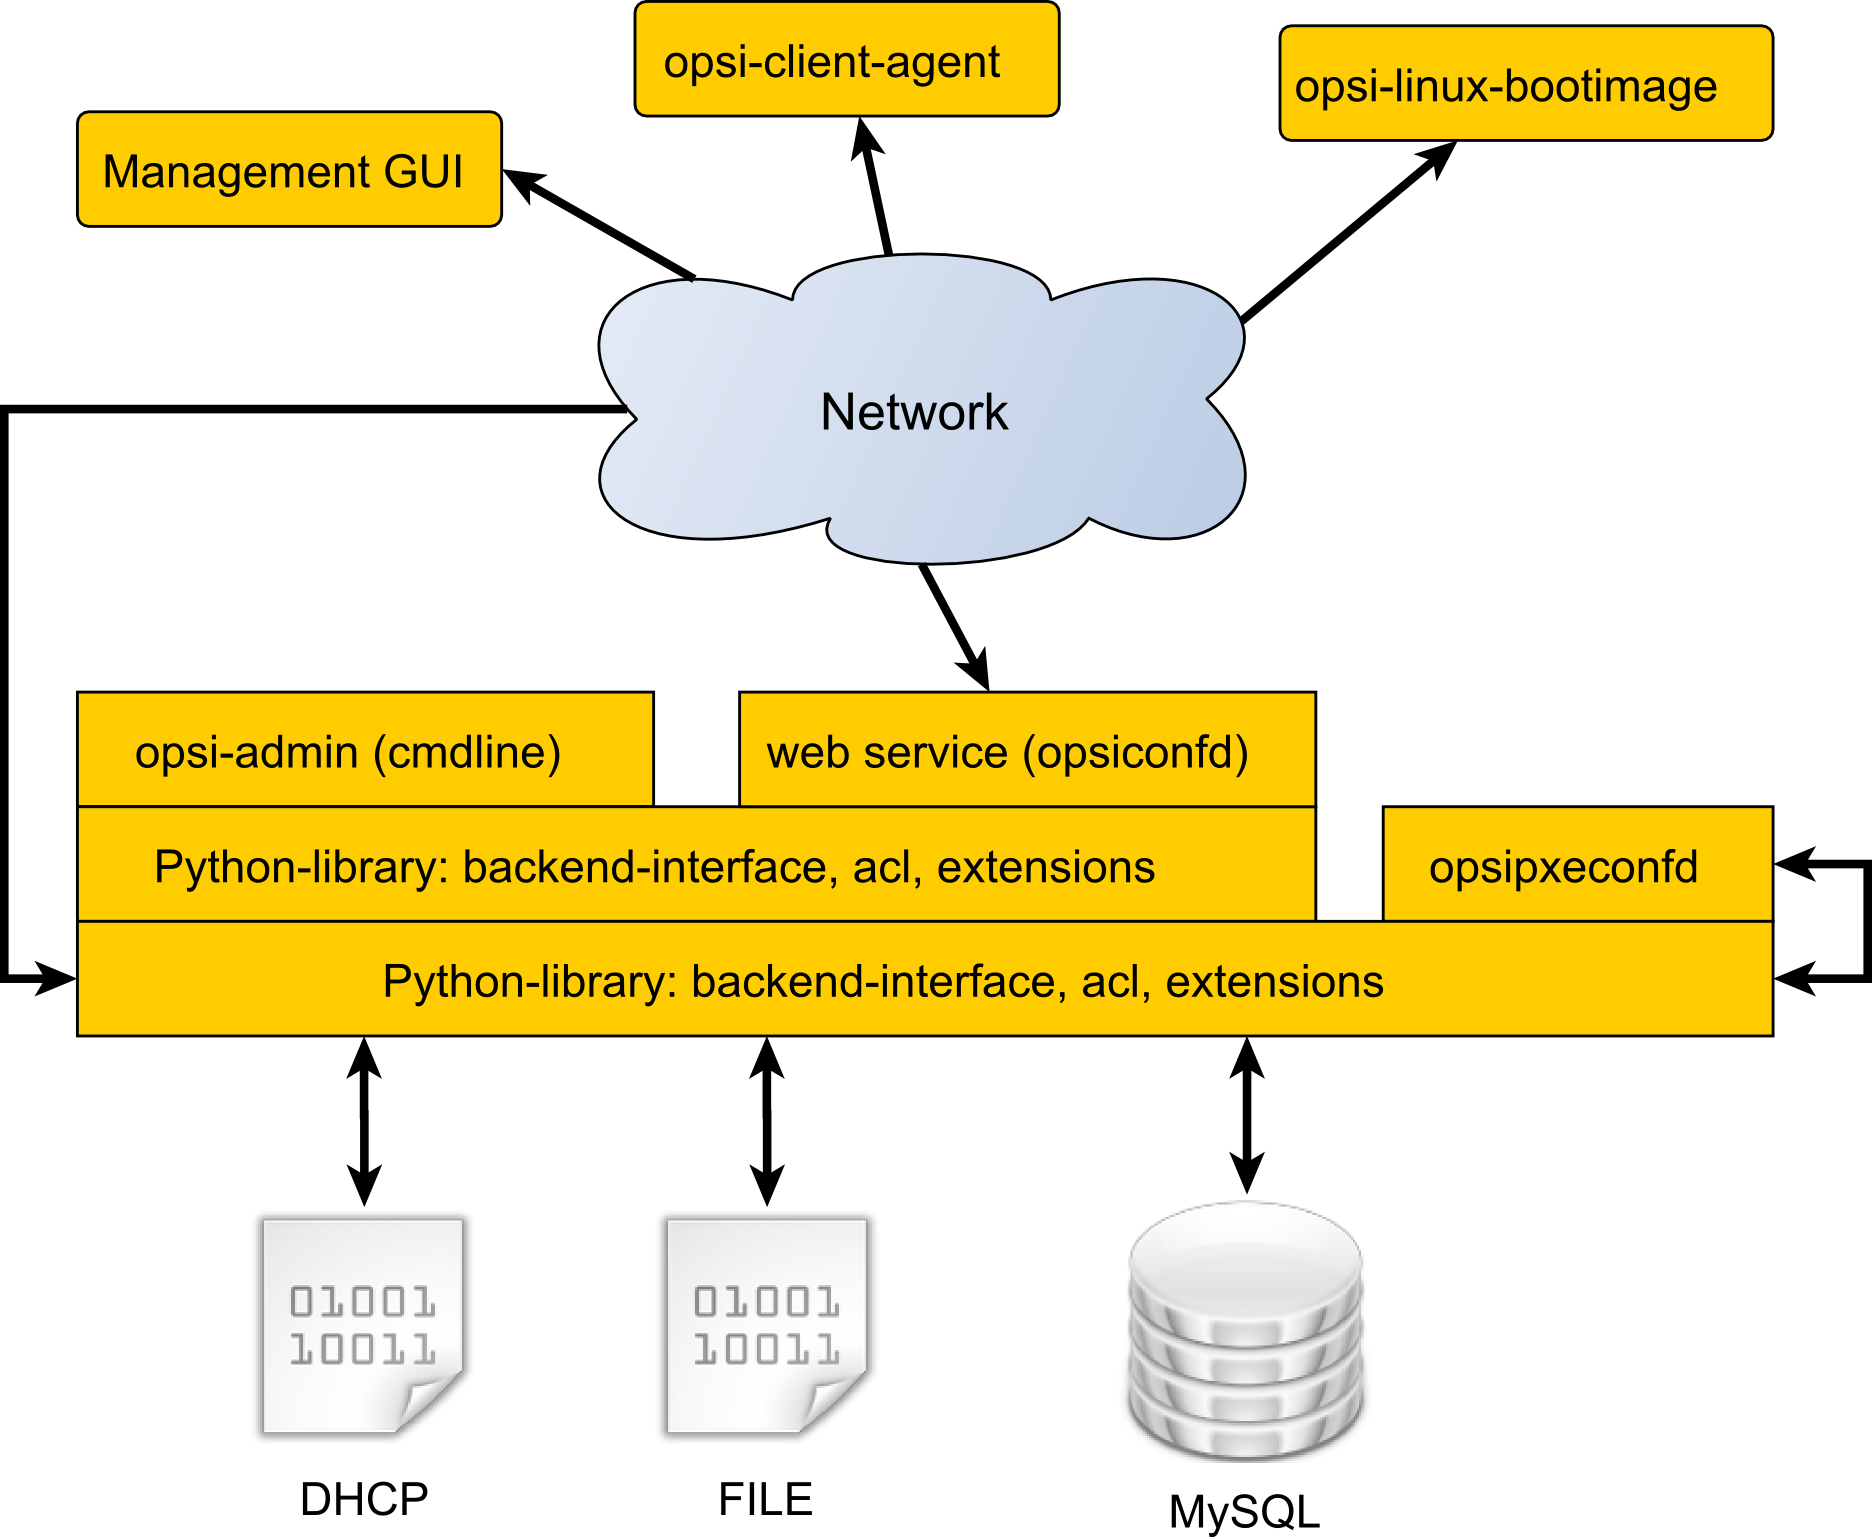 opsi-client-agent
opsi-linux-bootimage
Management GUI
Network
opsi-admin (cmdline)
web service (opsiconfd)
Python-library: backend-interface, acl, extensions
opsipxeconfd
Python-library: backend-interface, acl, extensions
01001
10011
01001
10011
DHCP
FILE
MySQL